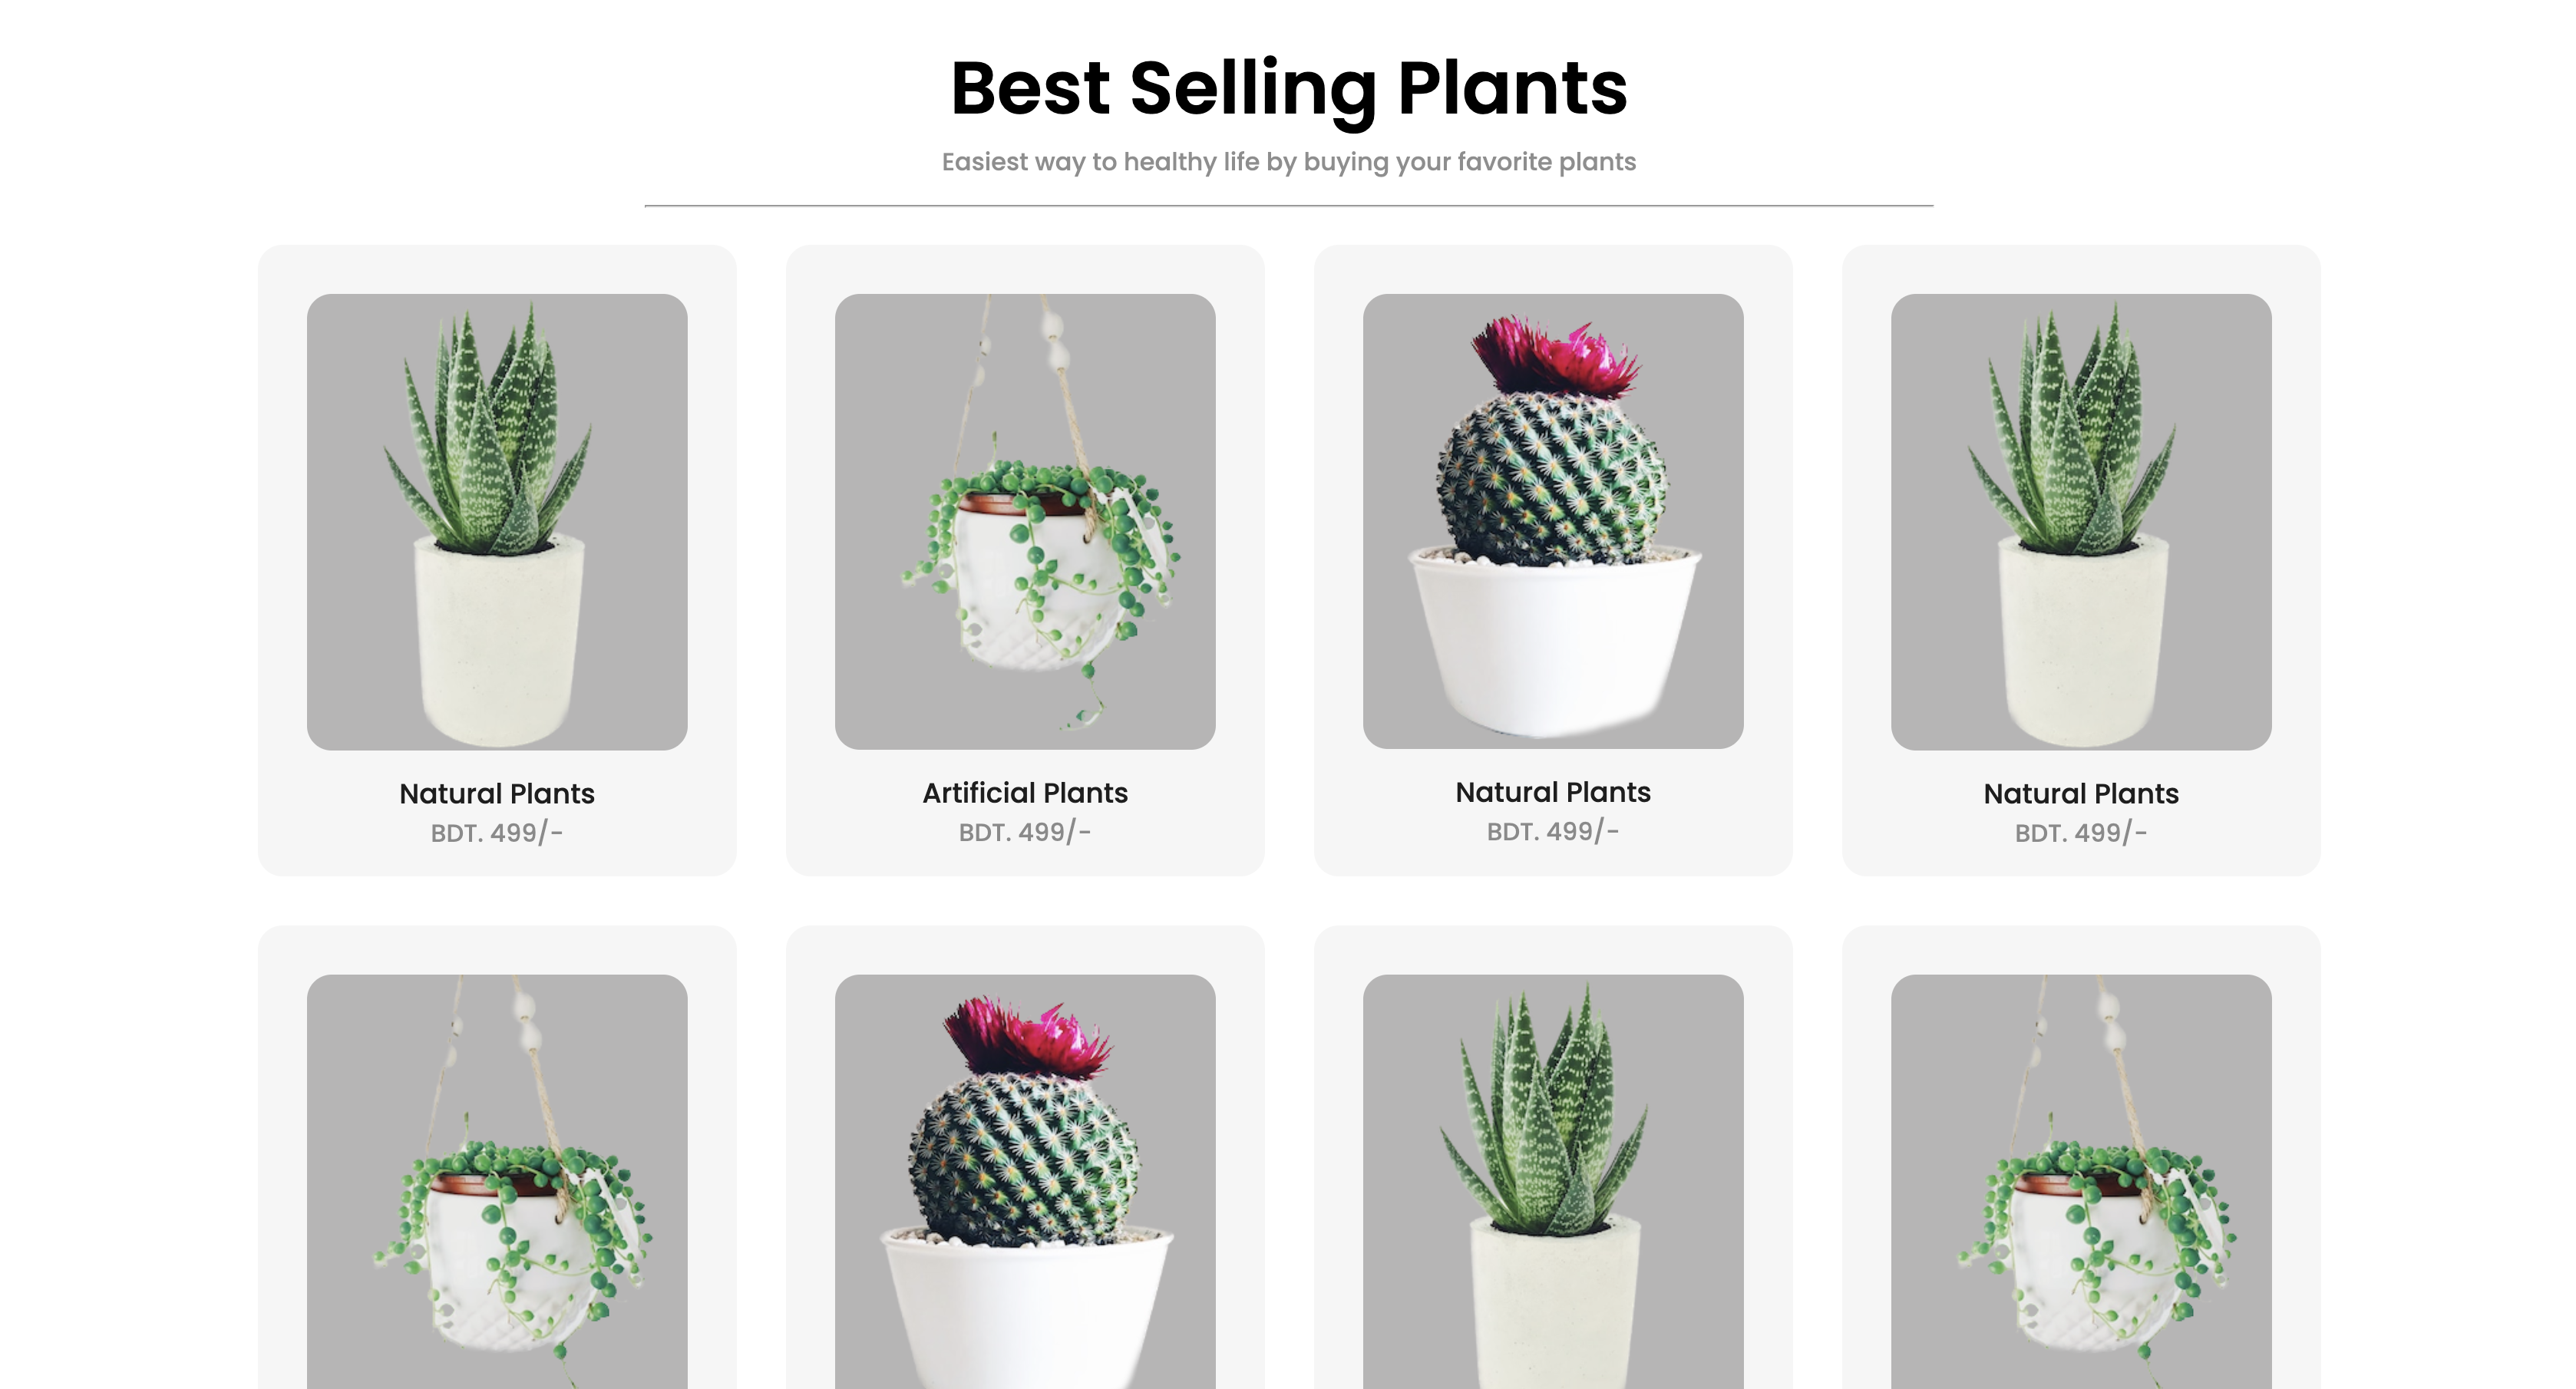 Best Selling Plants
Easiest way to healthy life by buying your favorite plants
Natural Plants
BDT. 499/-
Artificial Plants
BDT. 499/-
Natural Plants
BDT. 499/-
Natural Plants
BDT. 499/-